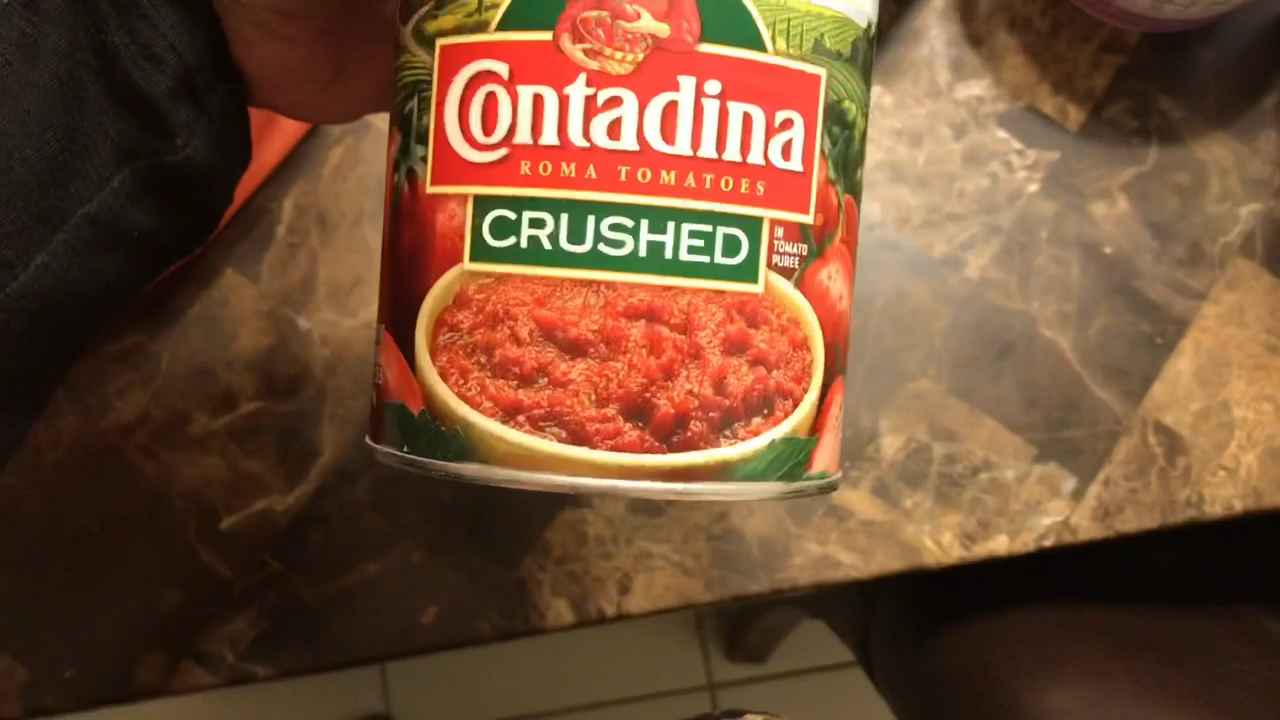 Contadina
ROMA TOMATOES
CRUSHED
IN
TOMATO
PUREE